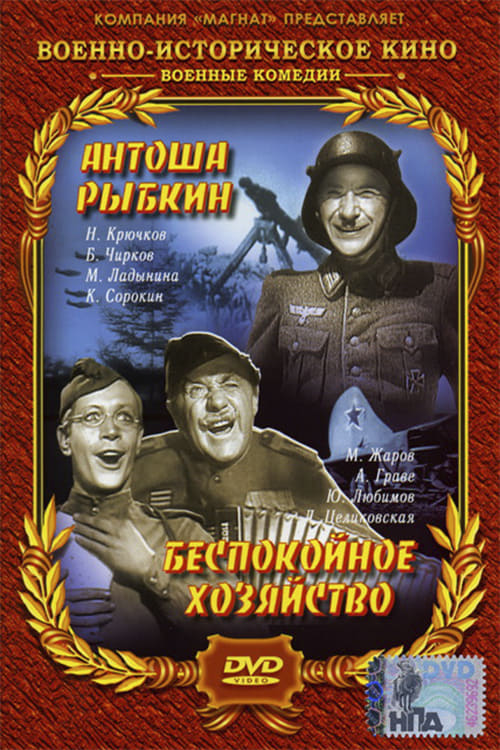 КОМПАНИЯ «МАГНАТ» ПРЕДСТАВЛЯЕТ
ВОЕННО-ИСТОРИЧЕСКОЕ КИНО
ВОЕННЫЕ КОМЕДИИ
АНТОША
РЫБКИН
Н. Крючков
Б. Чирков
М. Ладынина
К. Сорокин
М. Жаров
А. Граве
Ю. Любимов
Л. Целиковская
БЕСПОКОЙНОЕ
ХОЗЯЙСТВО
DVD
VIDEO
DVD
НПД